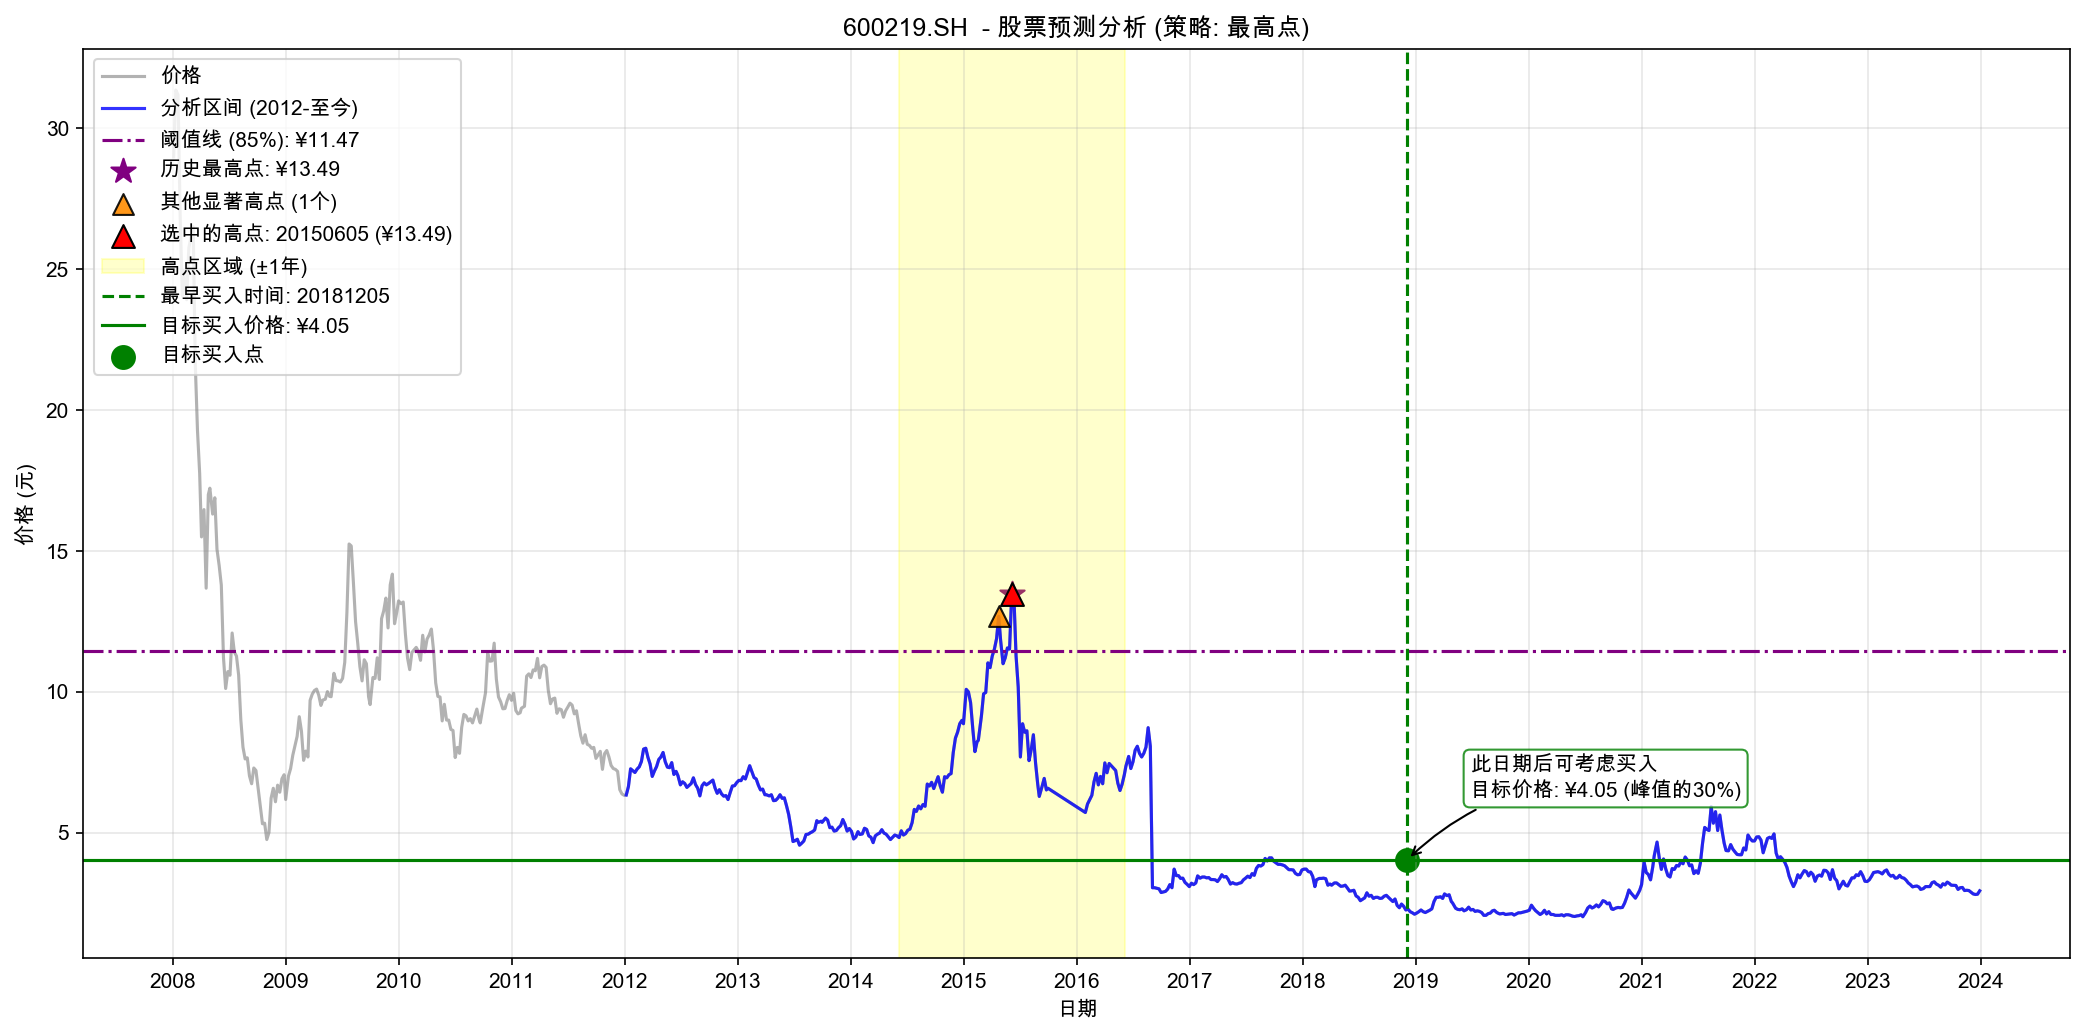 600219.SH - 股票预测分析 (策略: 最高点)
价格
分析区间 (2012-至今)
阈值线 (85%): ¥11.47
历史最高点: ¥13.49
其他显著高点 (1个)
选中的高点: 20150605 (¥13.49)
高点区域 (±1年)
最早买入时间: 20181205
目标买入价格: ¥4.05
目标买入点
30
25
20
15
10
5
价格 (元)
此日期后可考虑买入
目标价格: ¥4.05 (峰值的30%)
2008 2009 2010 2011 2012 2013 2014 2015 2016 2017 2018 2019 2020 2021 2022 2023 2024
日期